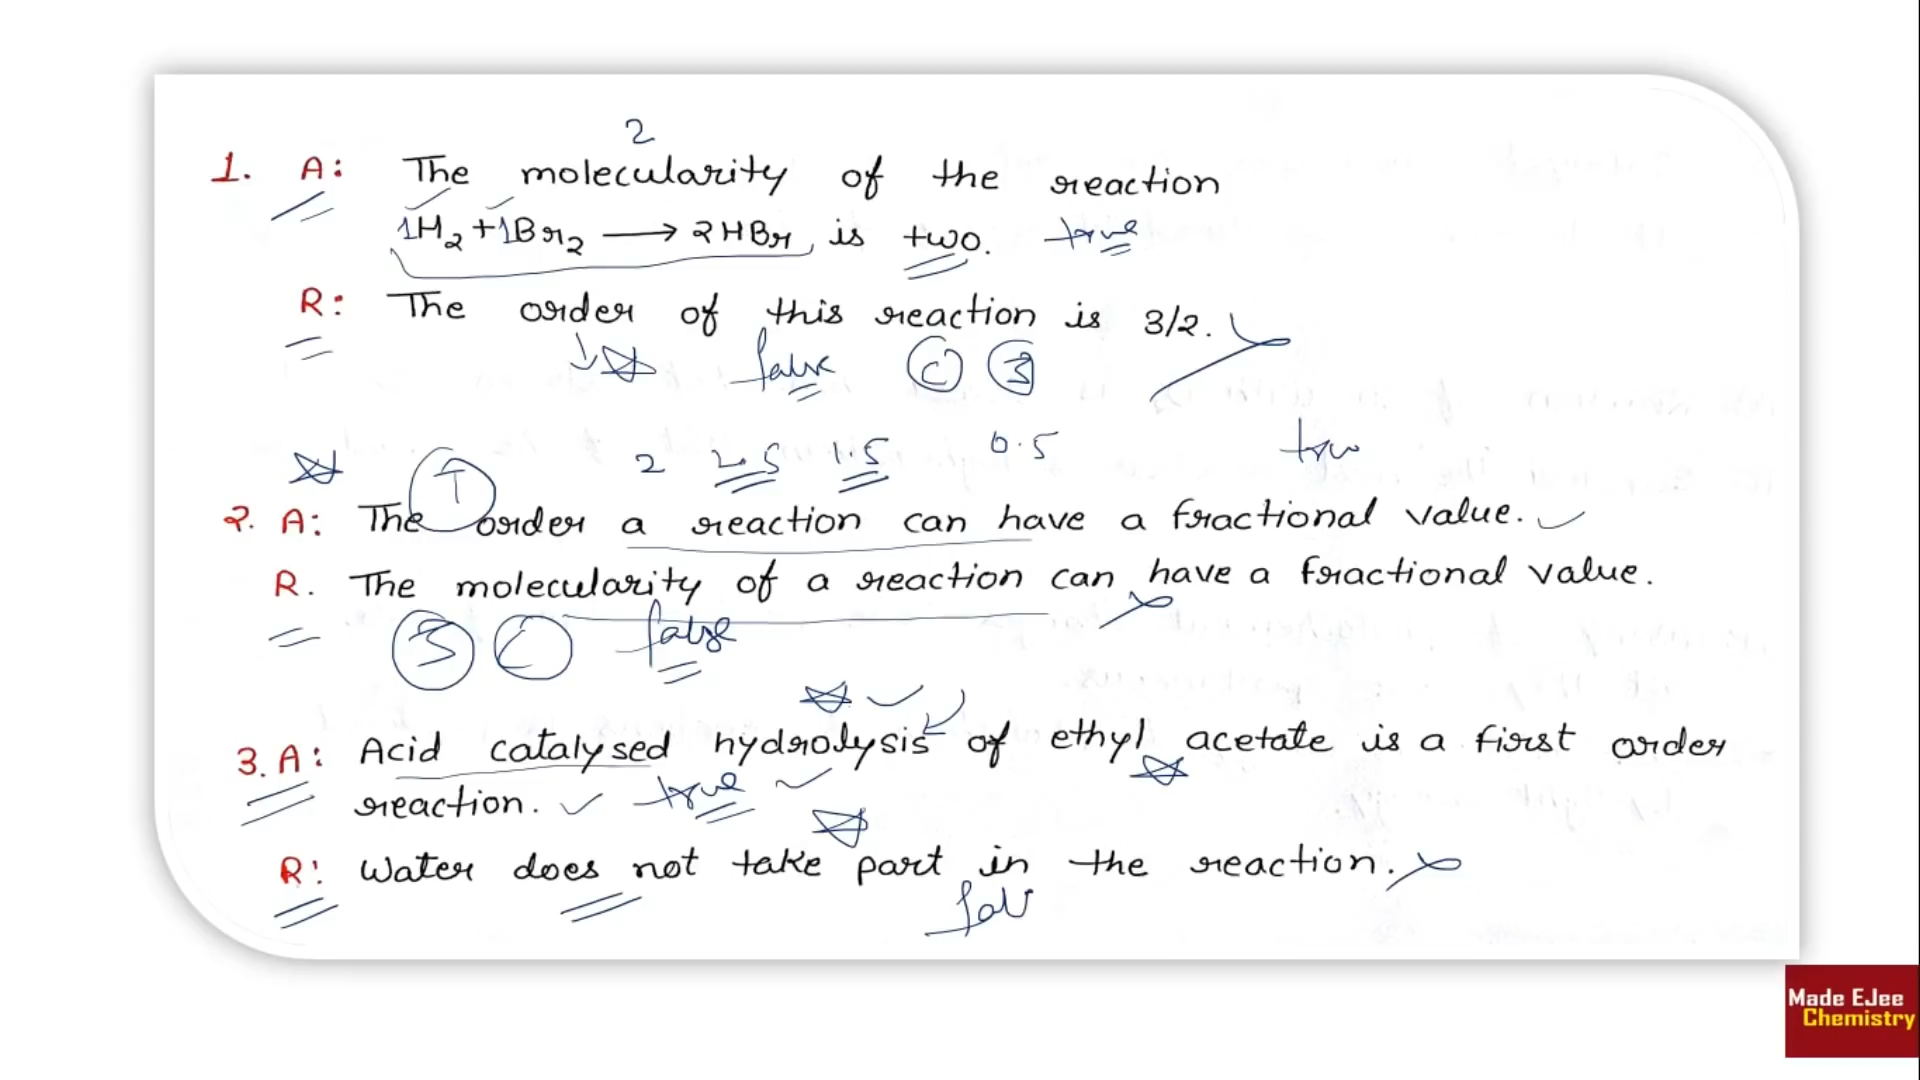 2
1. A: The molecularity of the reaction
1H2 + 1Br2 ⟶ 2HBr, is two. true
R: The order of this reaction is 3/2.
false C 3
T 2 2.5 1.5 0.5 tru
2. A: The order a reaction can have a fractional value.
R. The molecularity of a reaction can have a fractional value.
3 C false
3. A: Acid catalysed hydrolysis of ethyl acetate is a first order
reaction. true
R: Water does not take part in the reaction.
fal
Made EJee
Chemistry